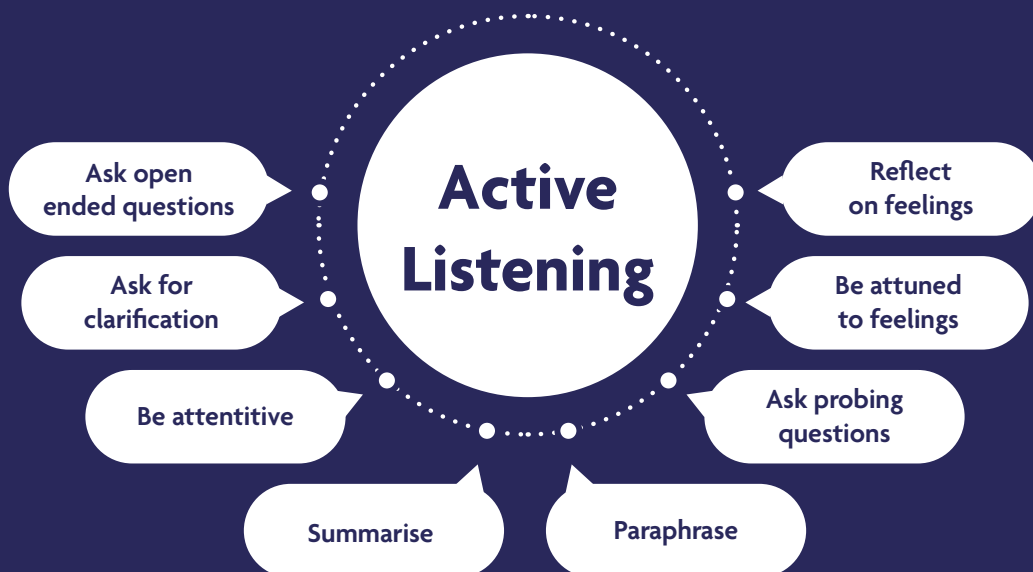 Active
Listening
Ask open
ended questions
Ask for
clarification
Be attentitive
Summarise
Paraphrase
Ask probing
questions
Be attuned
to feelings
Reflect
on feelings